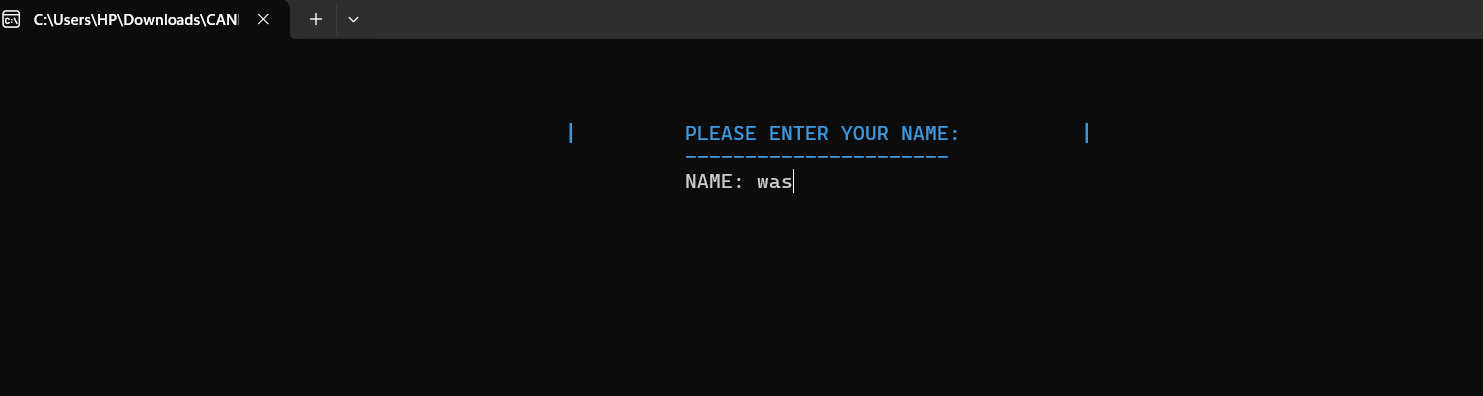 C:\Users\HP\Downloads\CAN
| PLEASE ENTER YOUR NAME: |
----------------------
NAME: was